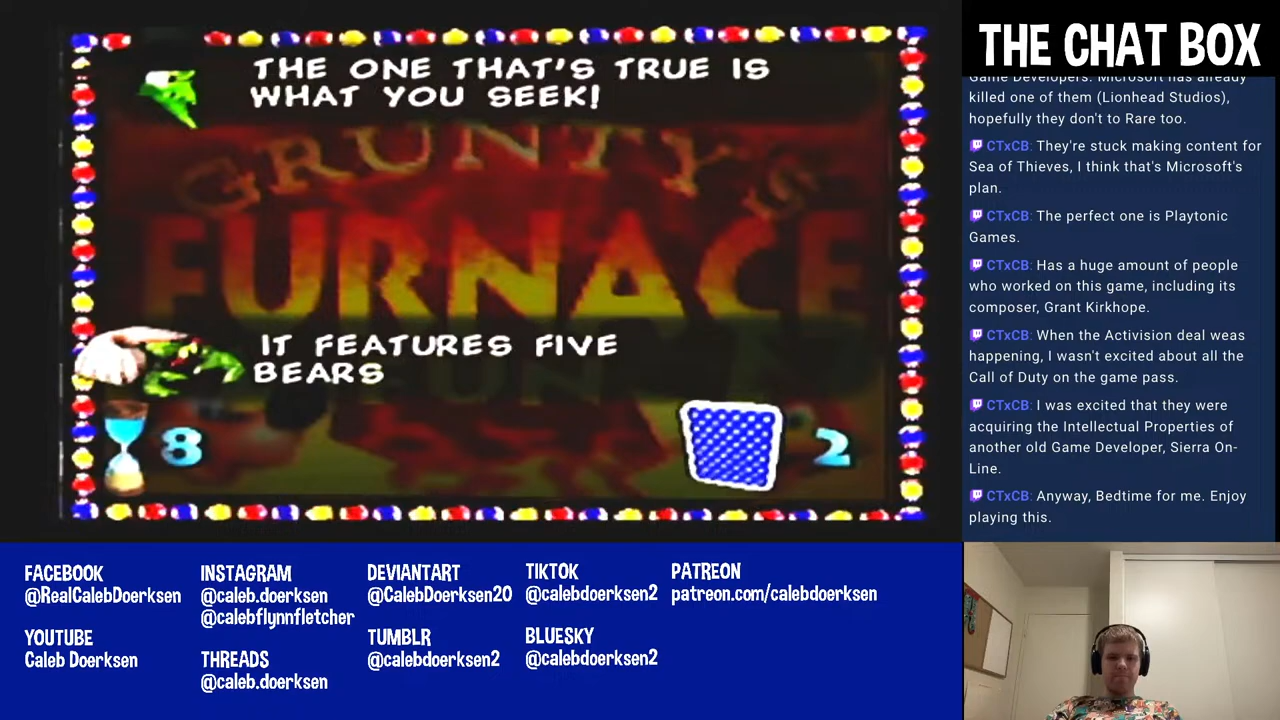 THE ONE THAT'S TRUE IS
WHAT YOU SEEK!
GRUNTY'S
FURNACE
FUN
IT FEATURES FIVE
BEARS
8
2
THE CHAT BOX
Game Developers. Microsoft has already
killed one of them (Lionhead Studios),
hopefully they don't to Rare too.
CTxCB: They're stuck making content for
Sea of Thieves, I think that's Microsoft's
plan.
CTxCB: The perfect one is Playtonic
Games.
CTxCB: Has a huge amount of people
who worked on this game, including its
composer, Grant Kirkhope.
CTxCB: When the Activision deal weas
happening, I wasn't excited about all the
Call of Duty on the game pass.
CTxCB: I was excited that they were
acquiring the Intellectual Properties of
another old Game Developer, Sierra On-
Line.
CTxCB: Anyway, Bedtime for me. Enjoy
playing this.
FACEBOOK
@RealCalebDoerksen
YOUTUBE
Caleb Doerksen
INSTAGRAM
@caleb.doerksen
@calebflynnfletcher
THREADS
@caleb.doerksen
DEVIANTART
@CalebDoerksen20
TUMBLR
@calebdoerksen2
TIKTOK
@calebdoerksen2
BLUESKY
@calebdoerksen2
PATREON
patreon.com/calebdoerksen